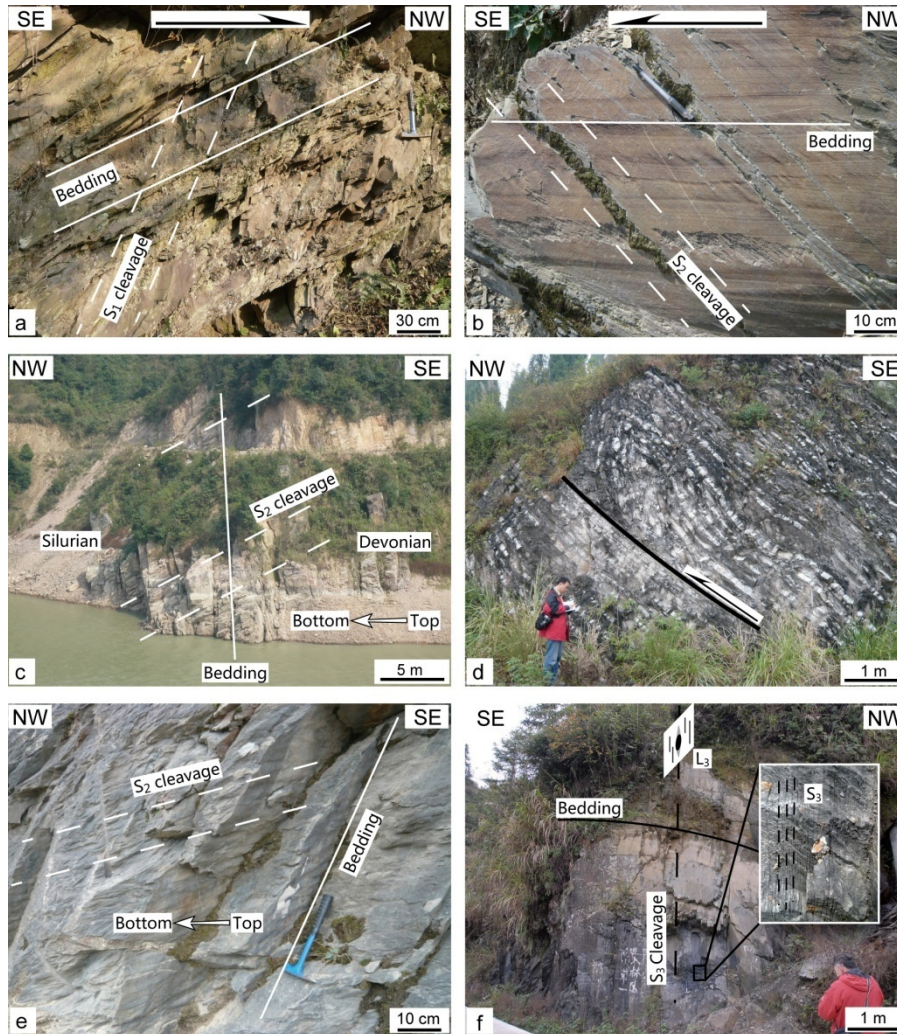 SE NW
Bedding
S₁ cleavage
a 30 cm
SE NW
Bedding
S₂ cleavage
b 10 cm
NW SE
S₂ cleavage
Silurian Devonian
Bottom Top
Bedding
c 5 m
NW SE
d 1 m
NW SE
S₂ cleavage
Bedding
Bottom Top
e 10 cm
SE NW
L₃
S₃
Bedding
S₃ Cleavage
f 1 m